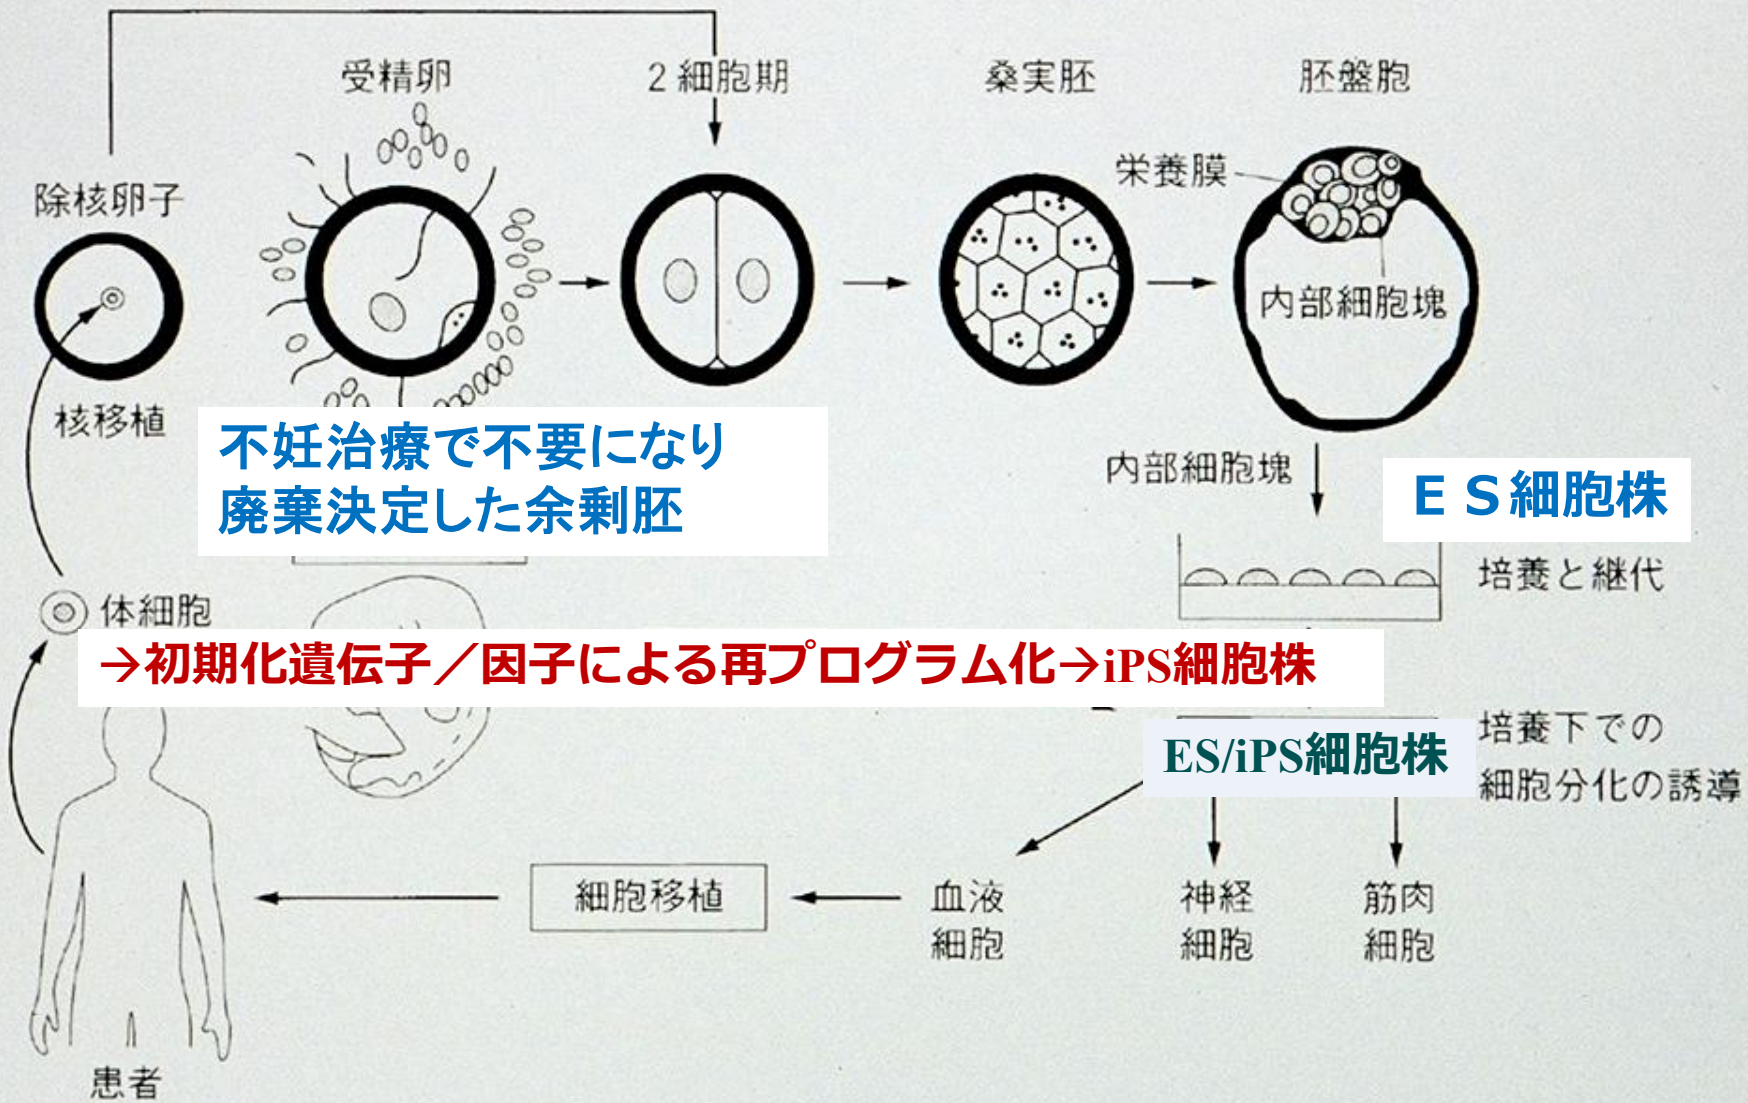 受精卵
2細胞期
桑実胚
胚盤胞
栄養膜
除核卵子
内部細胞塊
核移植
不妊治療で不要になり
廃棄決定した余剰胚
内部細胞塊
ES細胞株
培養と継代
体細胞
→初期化遺伝子／因子による再プログラム化→iPS細胞株
ES/iPS細胞株
培養下での
細胞分化の誘導
細胞移植
血液
細胞
神経
細胞
筋肉
細胞
患者